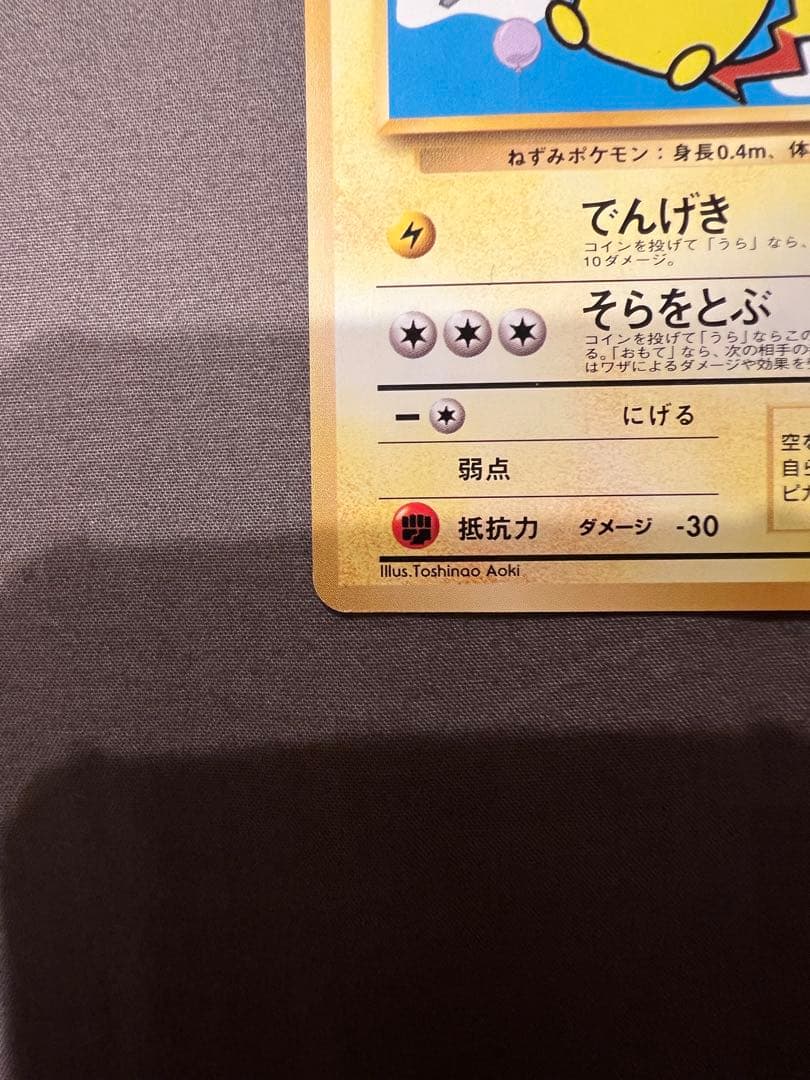 ねずみポケモン：身長0.4m、体
でんげき
コインを投げて「うら」なら、
10ダメージ。
そらをとぶ
コインを投げて「うら」ならこの
る。「おもて」なら、次の相手の
はワザによるダメージや効果を
にげる
空を
弱点
自ら
ピカ
抵抗力 ダメージ -30
Illus.Toshinao Aoki